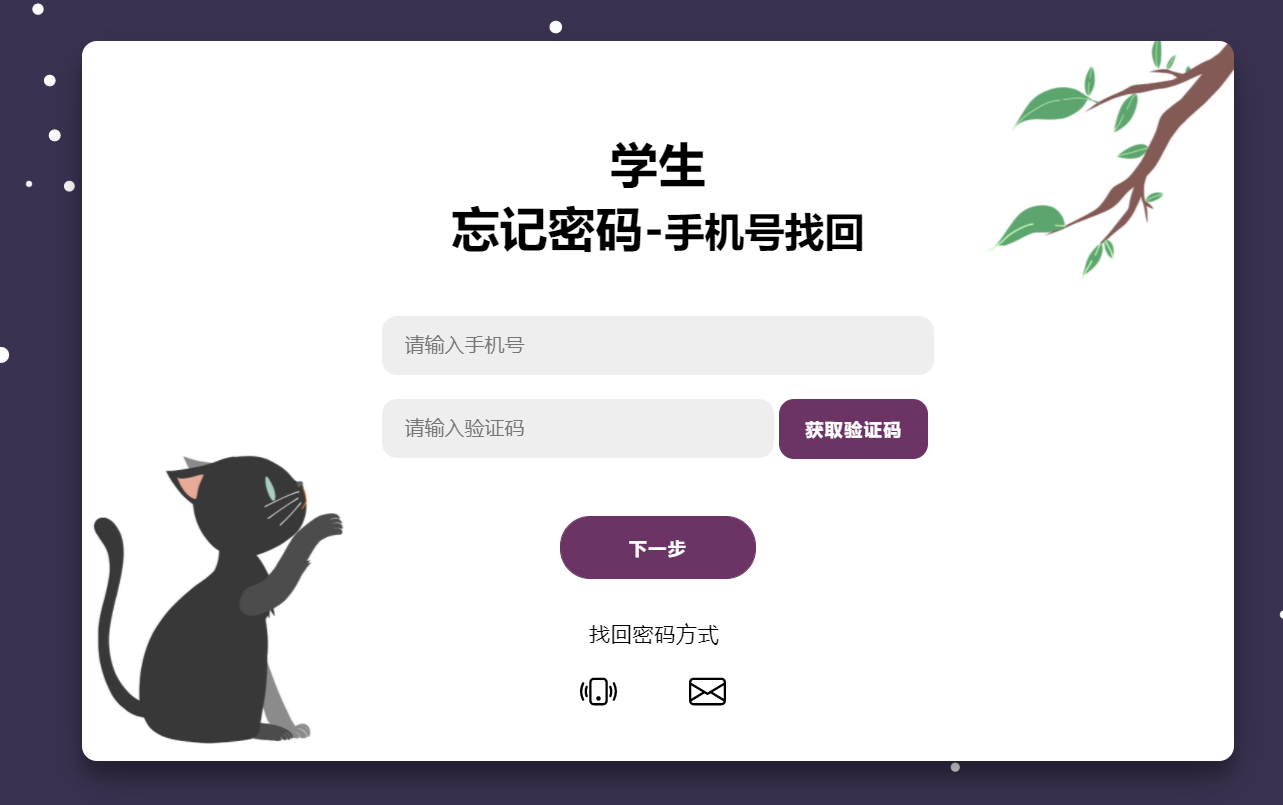 学生
忘记密码-手机号找回
请输入手机号
请输入验证码
获取验证码
下一步
找回密码方式